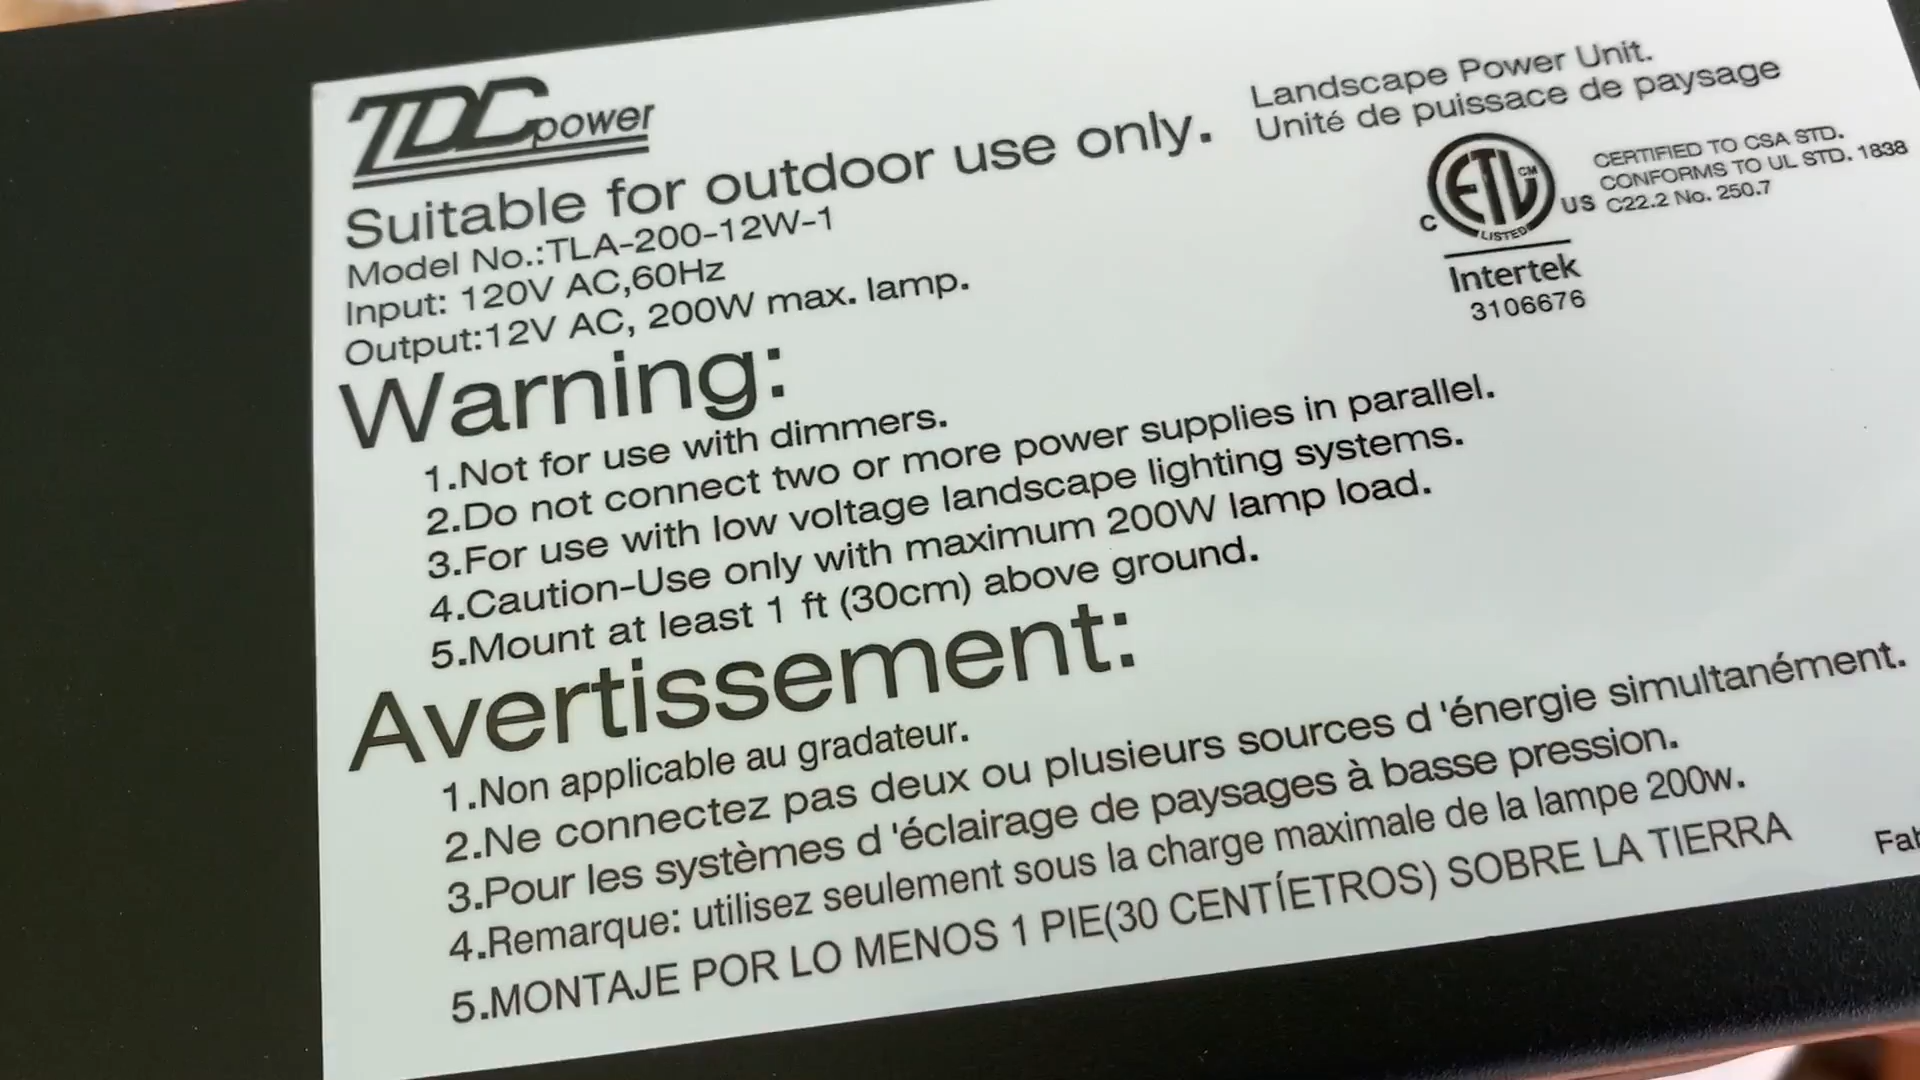 TDC power
Suitable for outdoor use only.
Landscape Power Unit.
Unité de puissace de paysage
Model No.:TLA-200-12W-1
Input: 120V AC,60Hz
Output:12V AC, 200W max. lamp.
C ETL CM US
LISTED
Intertek
3106676
CERTIFIED TO CSA STD.
CONFORMS TO UL STD. 1838
C22.2 No. 250.7
Warning:
1.Not for use with dimmers.
2.Do not connect two or more power supplies in parallel.
3.For use with low voltage landscape lighting systems.
4.Caution-Use only with maximum 200W lamp load.
5.Mount at least 1 ft (30cm) above ground.
Avertissement:
1.Non applicable au gradateur.
2.Ne connectez pas deux ou plusieurs sources d'énergie simultanément.
3.Pour les systèmes d'éclairage de paysages à basse pression.
4.Remarque: utilisez seulement sous la charge maximale de la lampe 200w.
5.MONTAJE POR LO MENOS 1 PIE(30 CENTÍETROS) SOBRE LA TIERRA